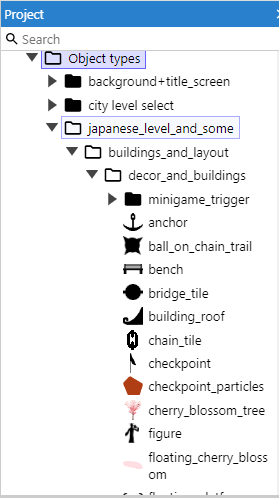 Project
Search
Object types
background+title_screen
city level select
japanese_level_and_some
buildings_and_layout
decor_and_buildings
minigame_trigger
anchor
ball_on_chain_trail
bench
bridge_tile
building_roof
chain_tile
checkpoint
checkpoint_particles
cherry_blossom_tree
figure
floating_cherry_bloss
om